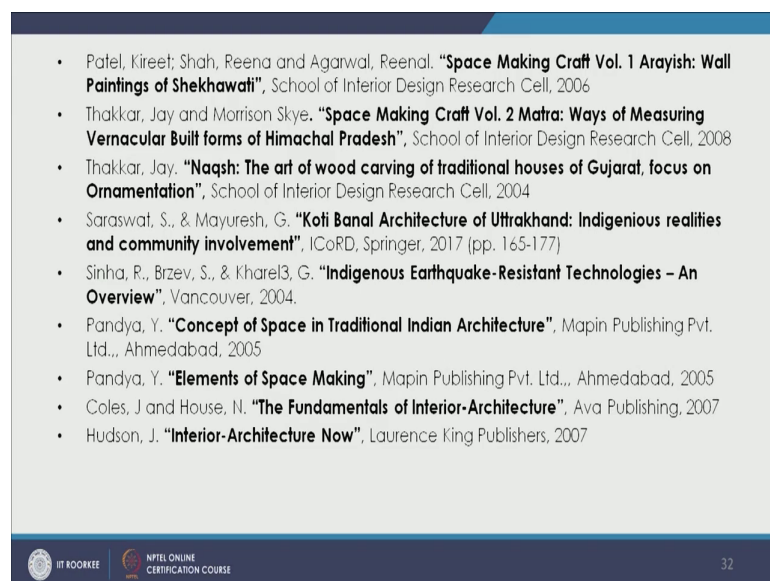 • Patel, Kireet; Shah, Reena and Agarwal, Reenal. “Space Making Craft Vol. 1 Arayish: Wall
Paintings of Shekhawati”, School of Interior Design Research Cell, 2006
• Thakkar, Jay and Morrison Skye. “Space Making Craft Vol. 2 Matra: Ways of Measuring
Vernacular Built forms of Himachal Pradesh”, School of Interior Design Research Cell, 2008
• Thakkar, Jay. “Naqsh: The art of wood carving of traditional houses of Gujarat, focus on
Ornamentation”, School of Interior Design Research Cell, 2004
• Saraswat, S., & Mayuresh, G. “Koti Banal Architecture of Uttrakhand: Indigenious realities
and community involvement”, ICoRD, Springer, 2017 (pp. 165-177)
• Sinha, R., Brzev, S., & Kharel3, G. “Indigenous Earthquake-Resistant Technologies – An
Overview”, Vancouver, 2004.
• Pandya, Y. “Concept of Space in Traditional Indian Architecture”, Mapin Publishing Pvt.
Ltd.,, Ahmedabad, 2005
• Pandya, Y. “Elements of Space Making”, Mapin Publishing Pvt. Ltd.,, Ahmedabad, 2005
• Coles, J and House, N. “The Fundamentals of Interior-Architecture”, Ava Publishing, 2007
• Hudson, J. “Interior-Architecture Now”, Laurence King Publishers, 2007
IIT ROORKEE
NPTEL ONLINE
CERTIFICATION COURSE
32